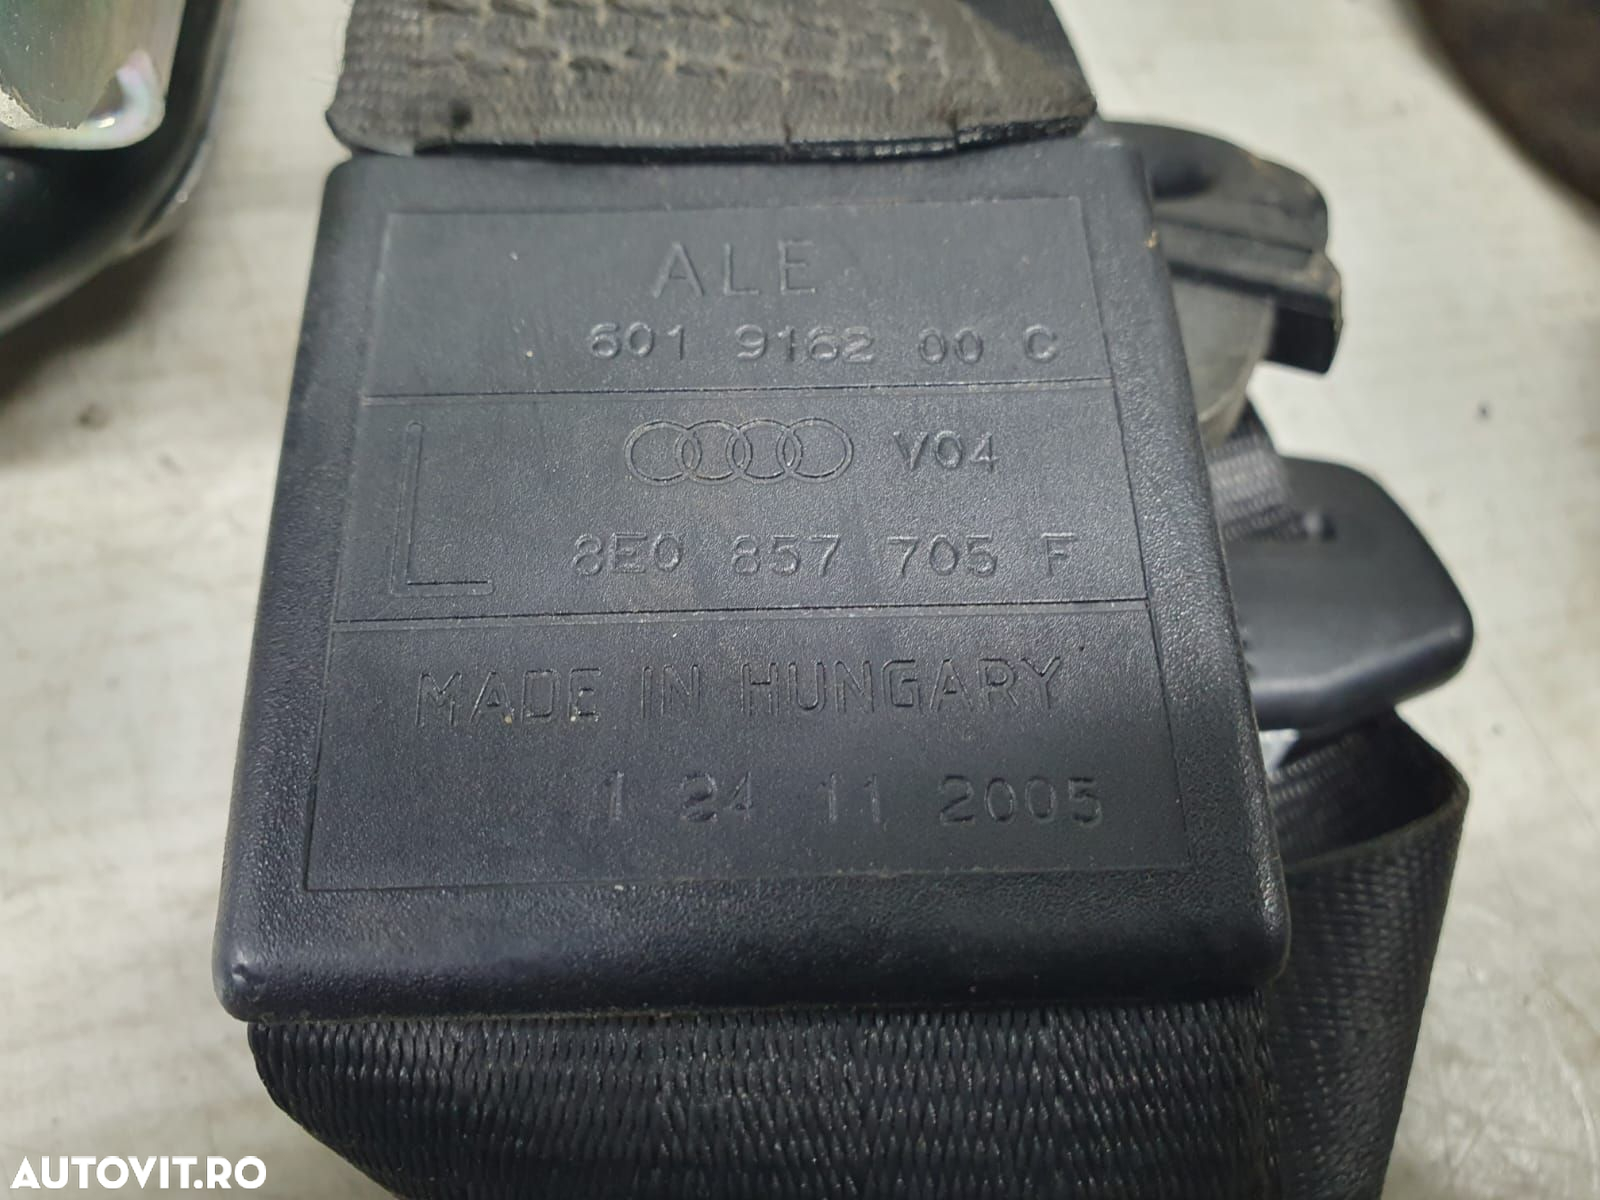 ALE
601 9162 00 C
V04
L 8E0 857 705 F
MADE IN HUNGARY
1 24 11 2005
AUTOVIT.RO